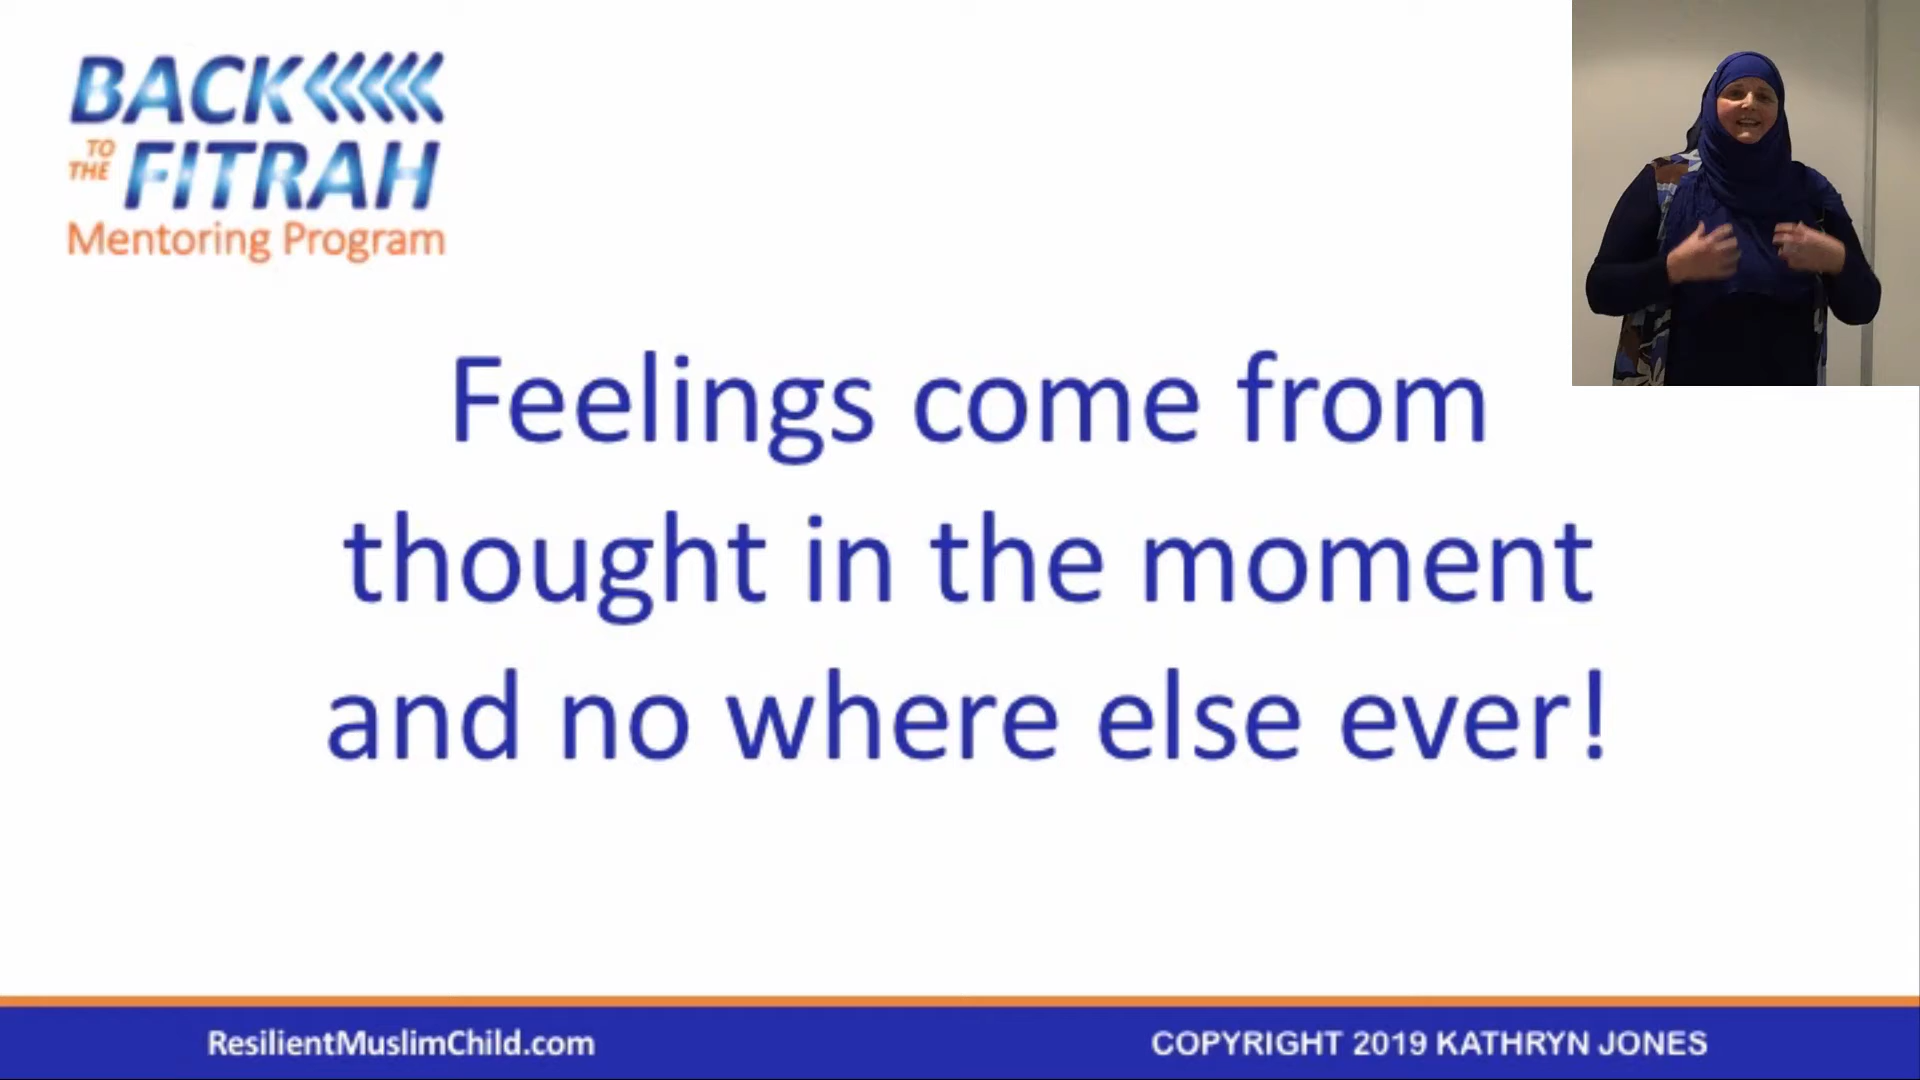 BACK
TO THE FITRAH
Mentoring Program
Feelings come from
thought in the moment
and no where else ever!
ResilientMuslimChild.com
COPYRIGHT 2019 KATHRYN JONES